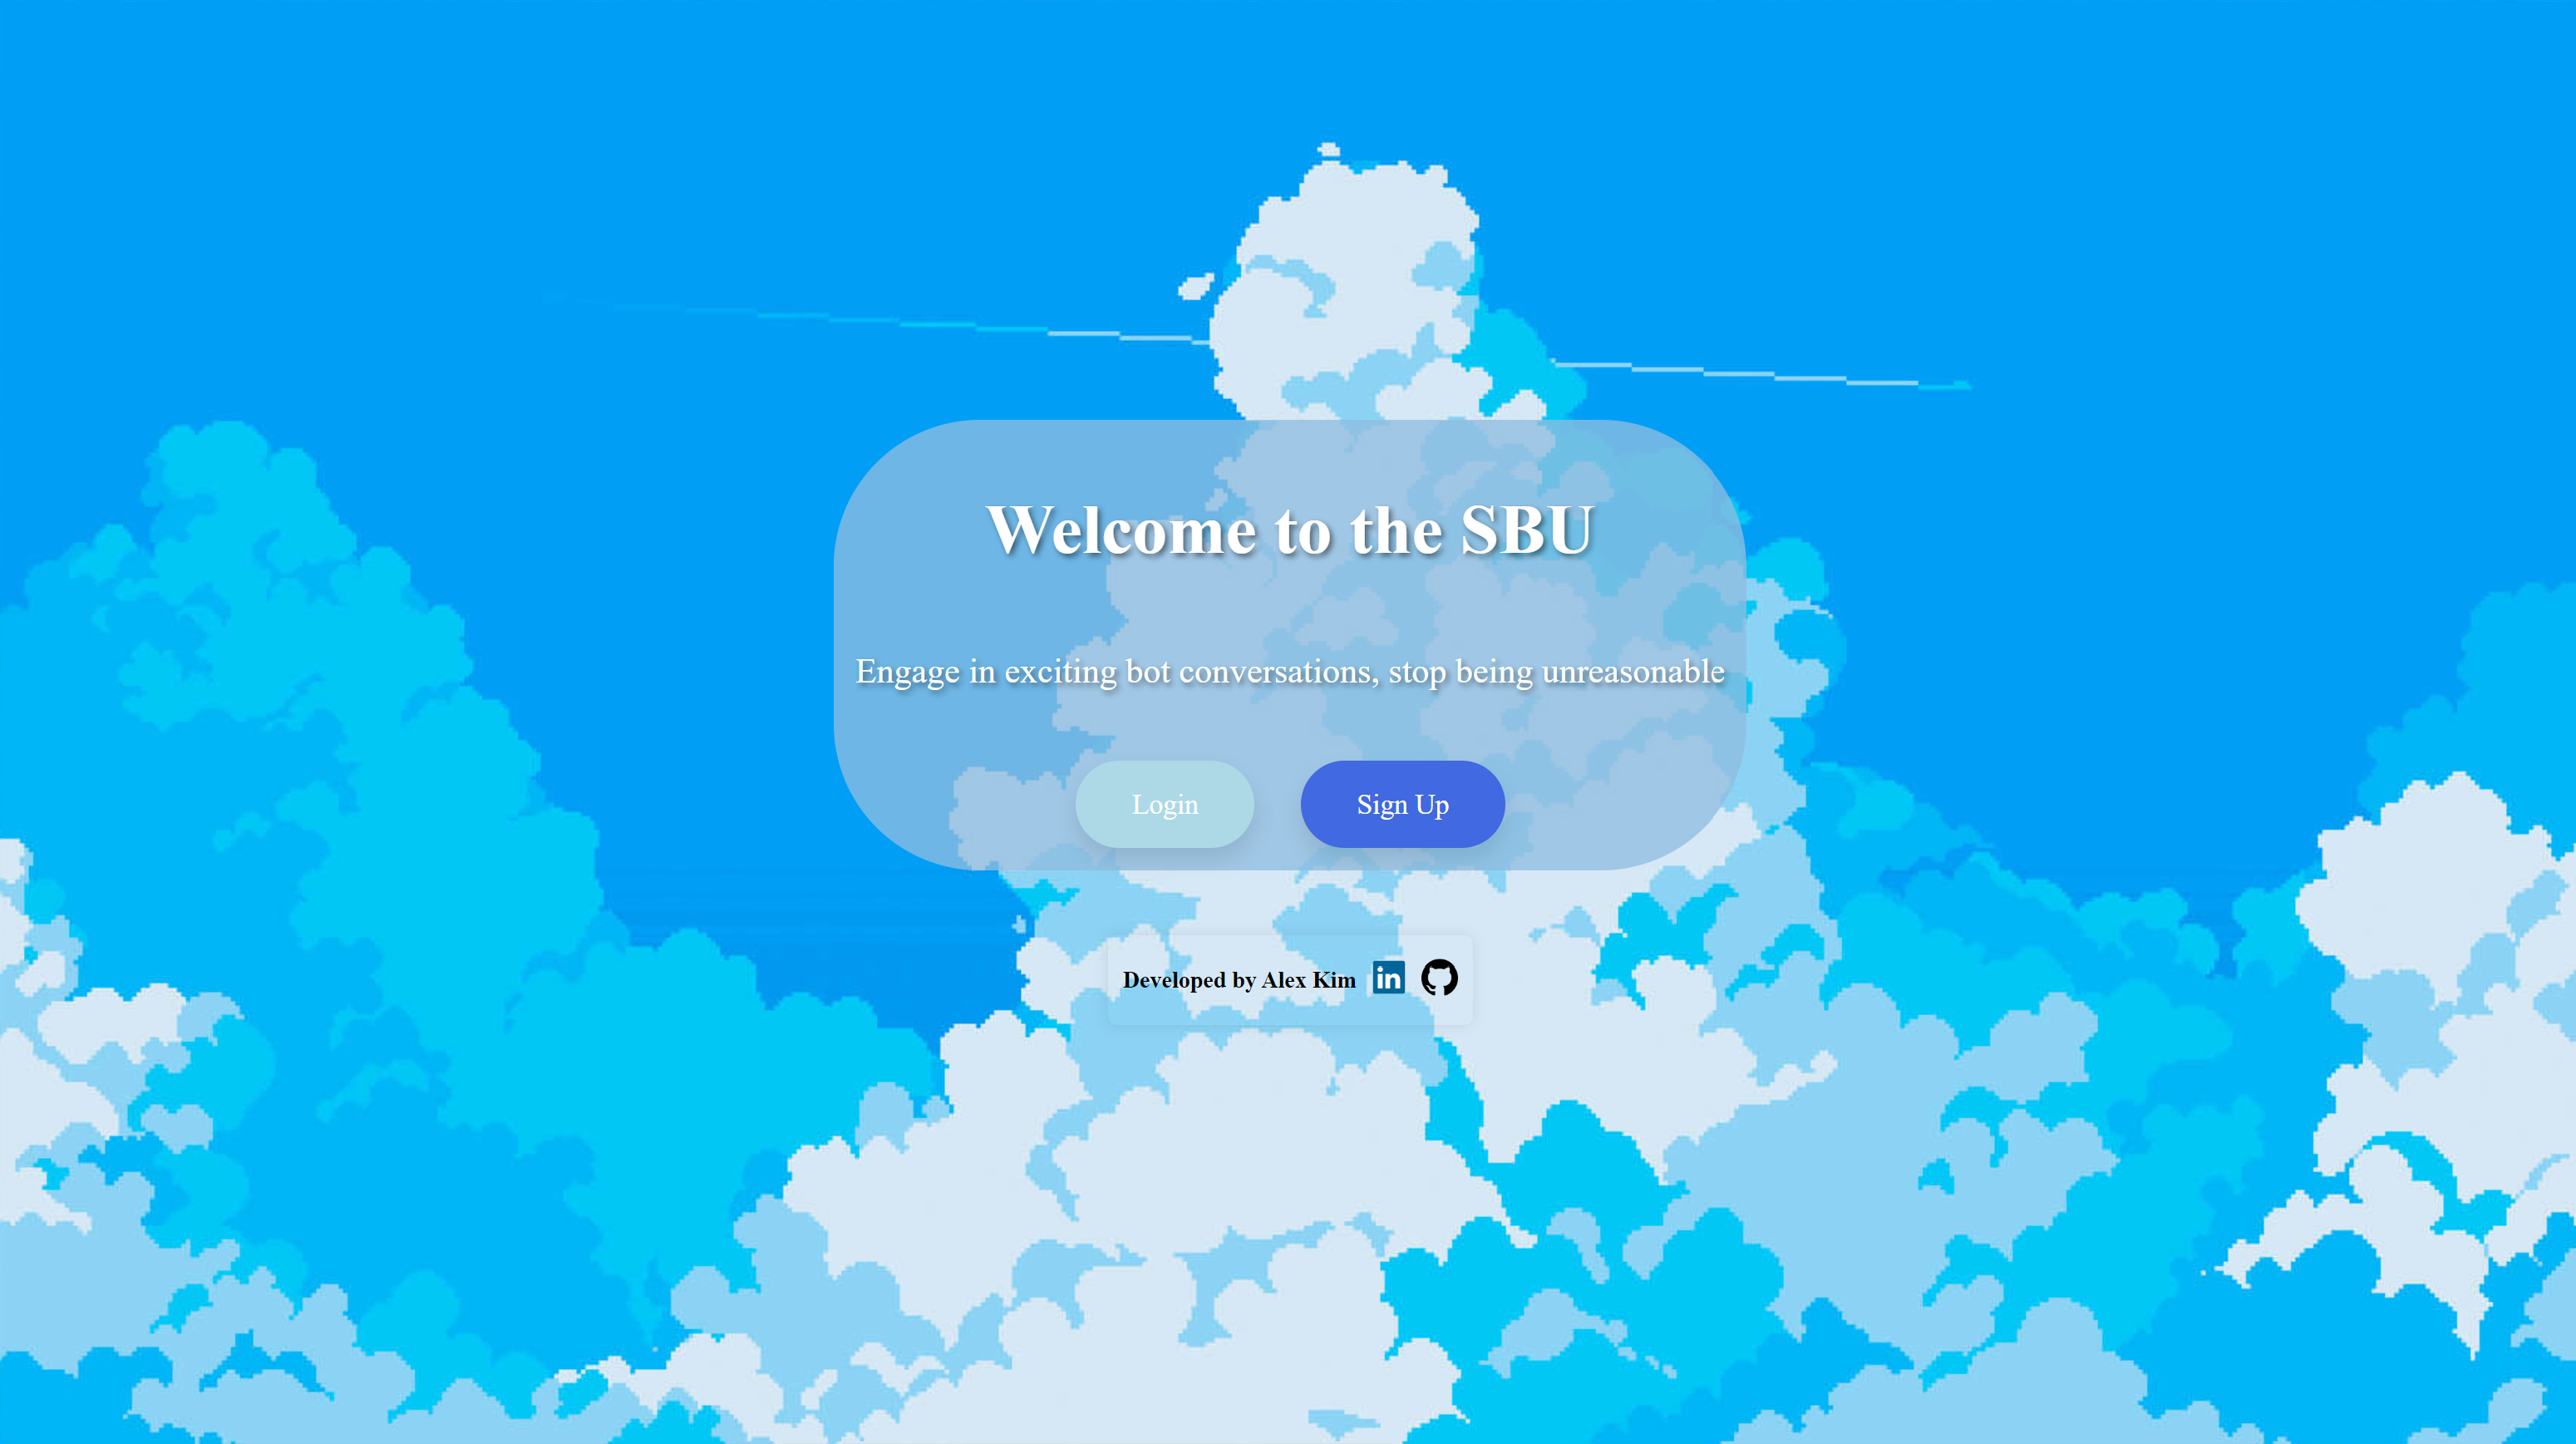 Welcome to the SBU
Engage in exciting bot conversations, stop being unreasonable
Login
Sign Up
Developed by Alex Kim in